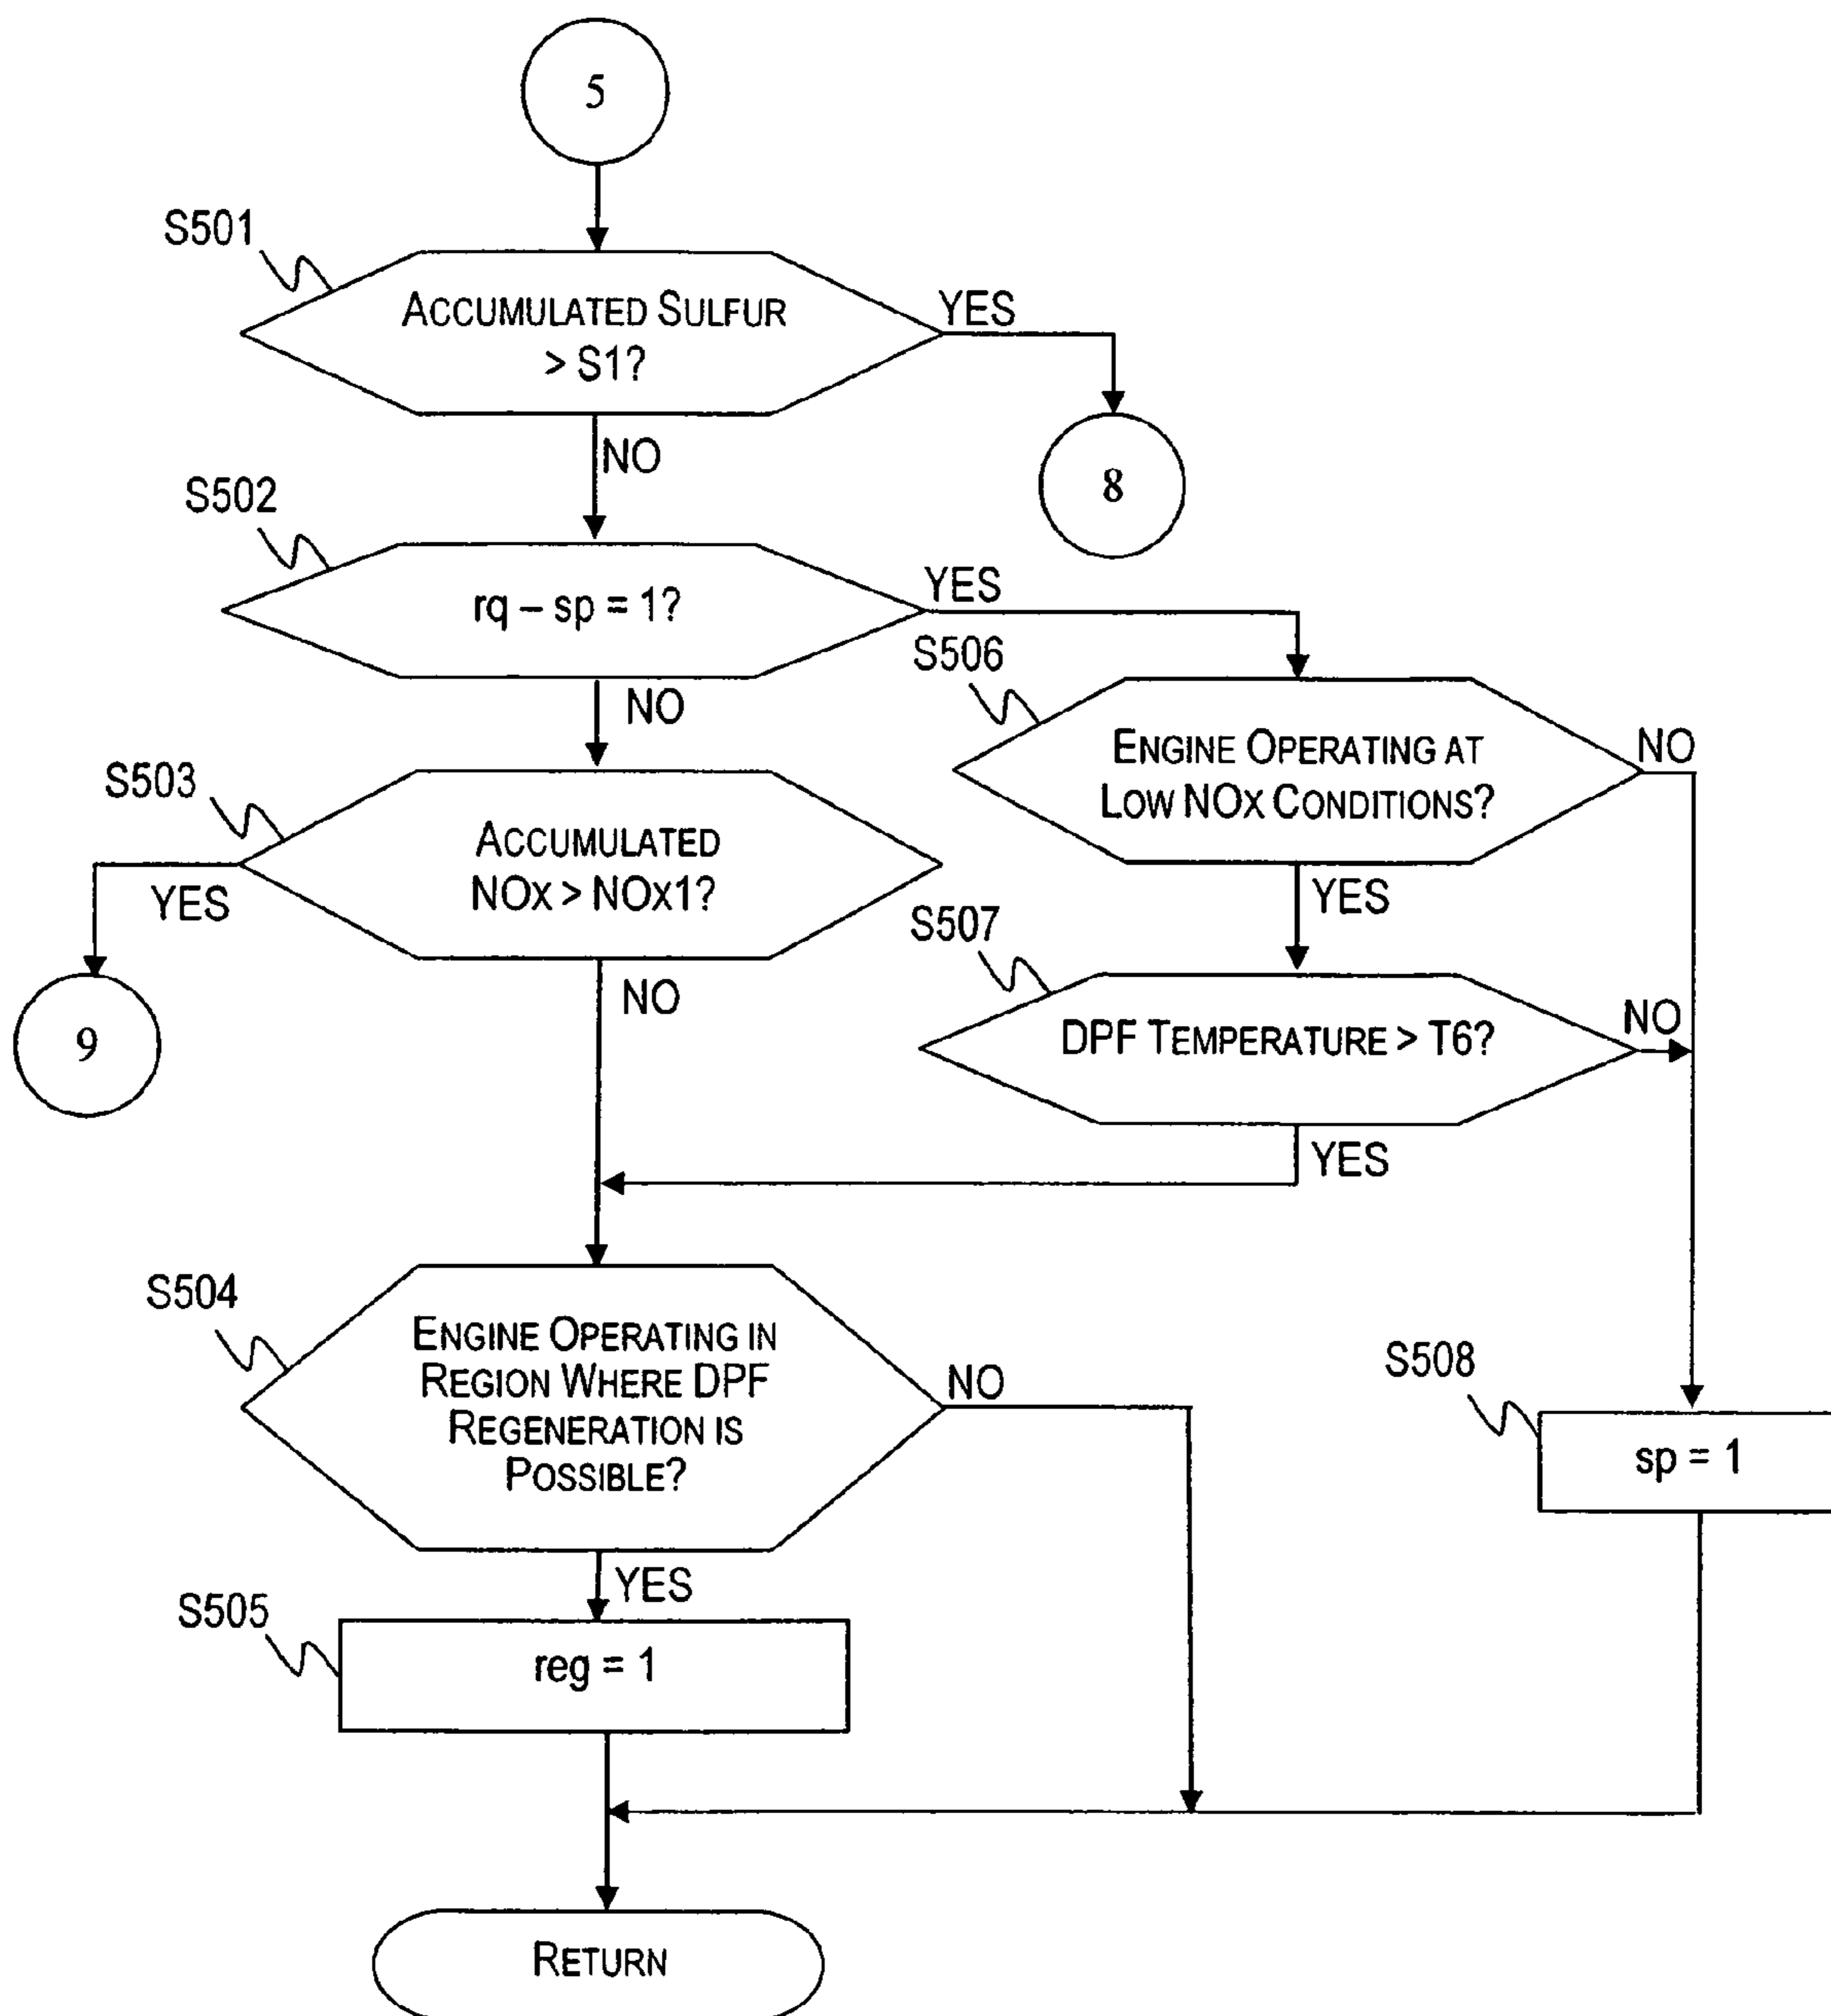 5
S501
ACCUMULATED SULFUR
> S1?
YES
NO
8
S502
rq – sp = 1?
YES
NO
S506
ENGINE OPERATING AT
LOW NOX CONDITIONS?
NO
YES
S503
ACCUMULATED
NOX > NOX1?
YES
NO
9
S507
DPF TEMPERATURE > T6?
NO
YES
S504
ENGINE OPERATING IN
REGION WHERE DPF
REGENERATION IS
POSSIBLE?
NO
YES
S508
sp = 1
S505
reg = 1
RETURN